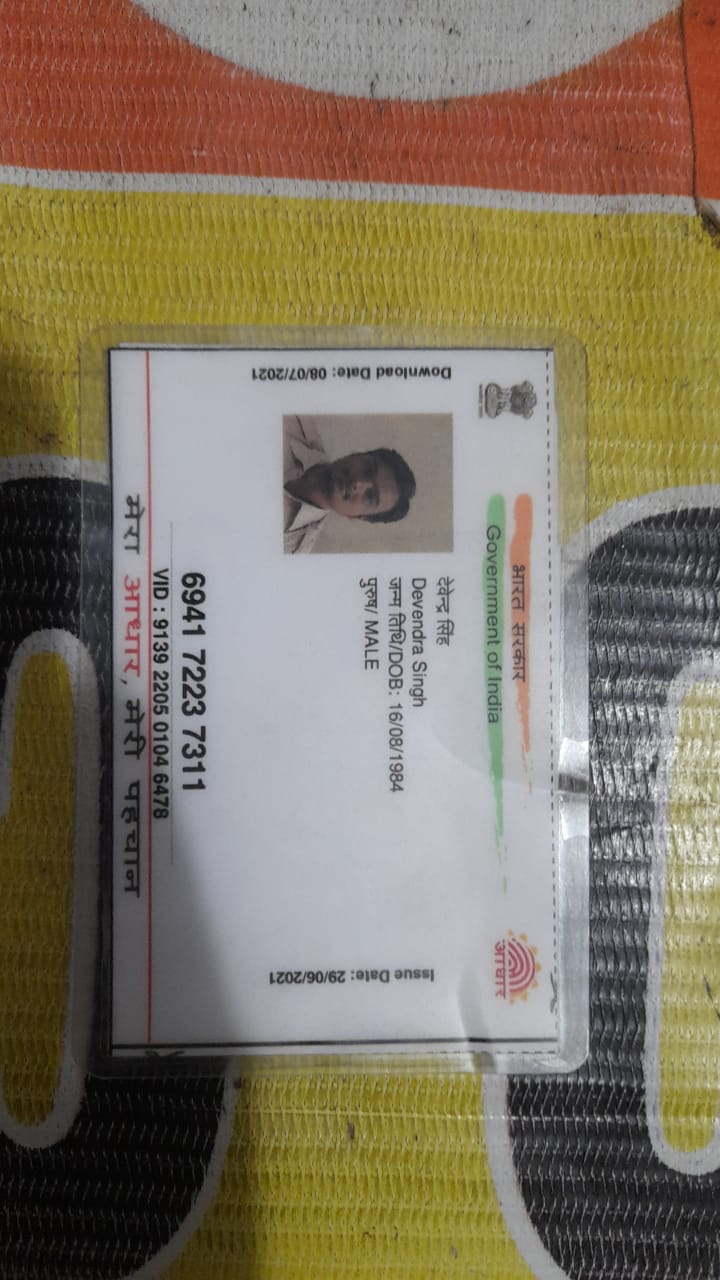 भारत सरकार
Government of India
Download Date: 08/07/2021
देवेन्द्र सिंह
Devendra Singh
जन्म तिथि/DOB: 16/08/1984
पुरुष/ MALE
Issue Date: 29/06/2021
आधार
6941 7223 7311
VID : 9139 2205 0104 6478
मेरा आधार, मेरी पहचान